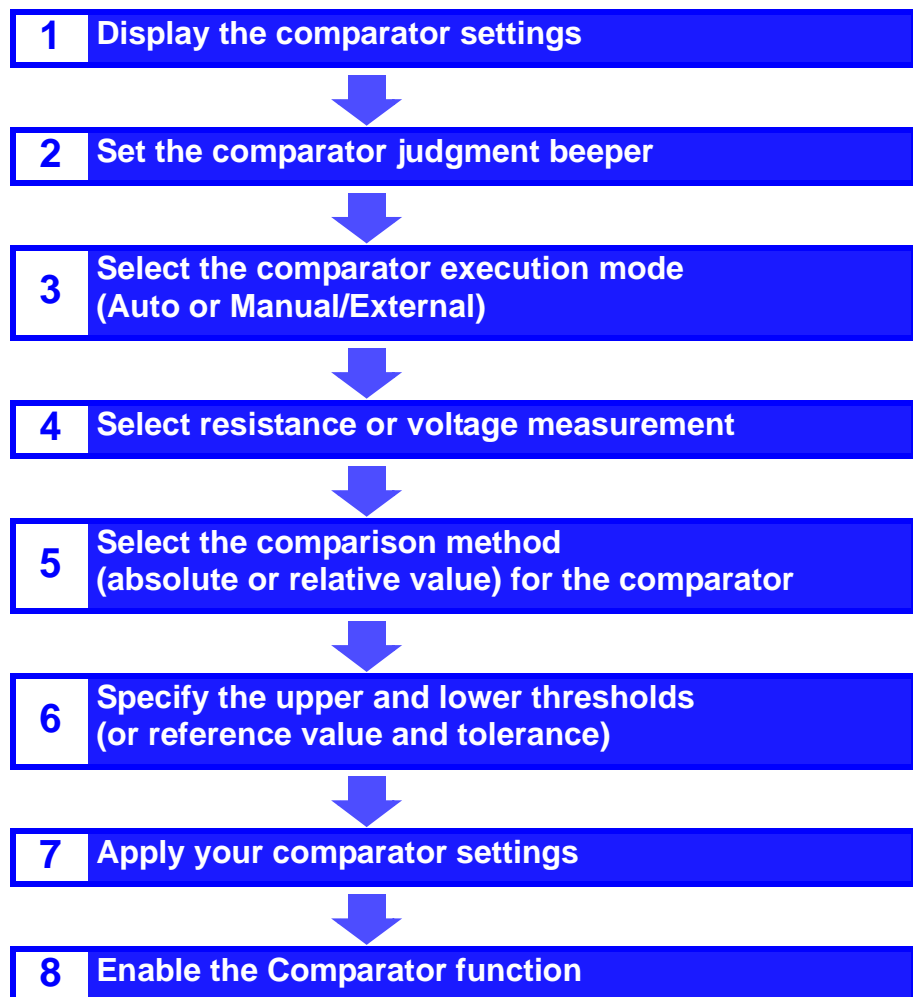 1 Display the comparator settings
2 Set the comparator judgment beeper
3 Select the comparator execution mode
(Auto or Manual/External)
4 Select resistance or voltage measurement
5 Select the comparison method
(absolute or relative value) for the comparator
6 Specify the upper and lower thresholds
(or reference value and tolerance)
7 Apply your comparator settings
8 Enable the Comparator function